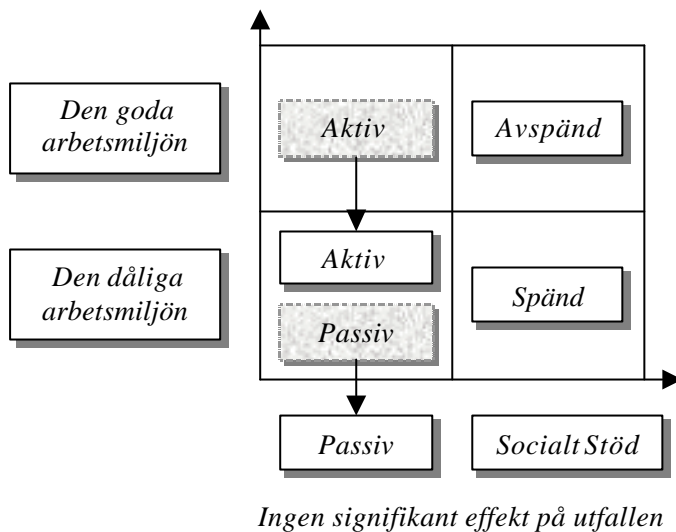 Den goda
arbetsmiljön
Aktiv
Avspänd
Den dåliga
arbetsmiljön
Aktiv
Spänd
Passiv
Passiv
Socialt Stöd
Ingen signifikant effekt på utfallen